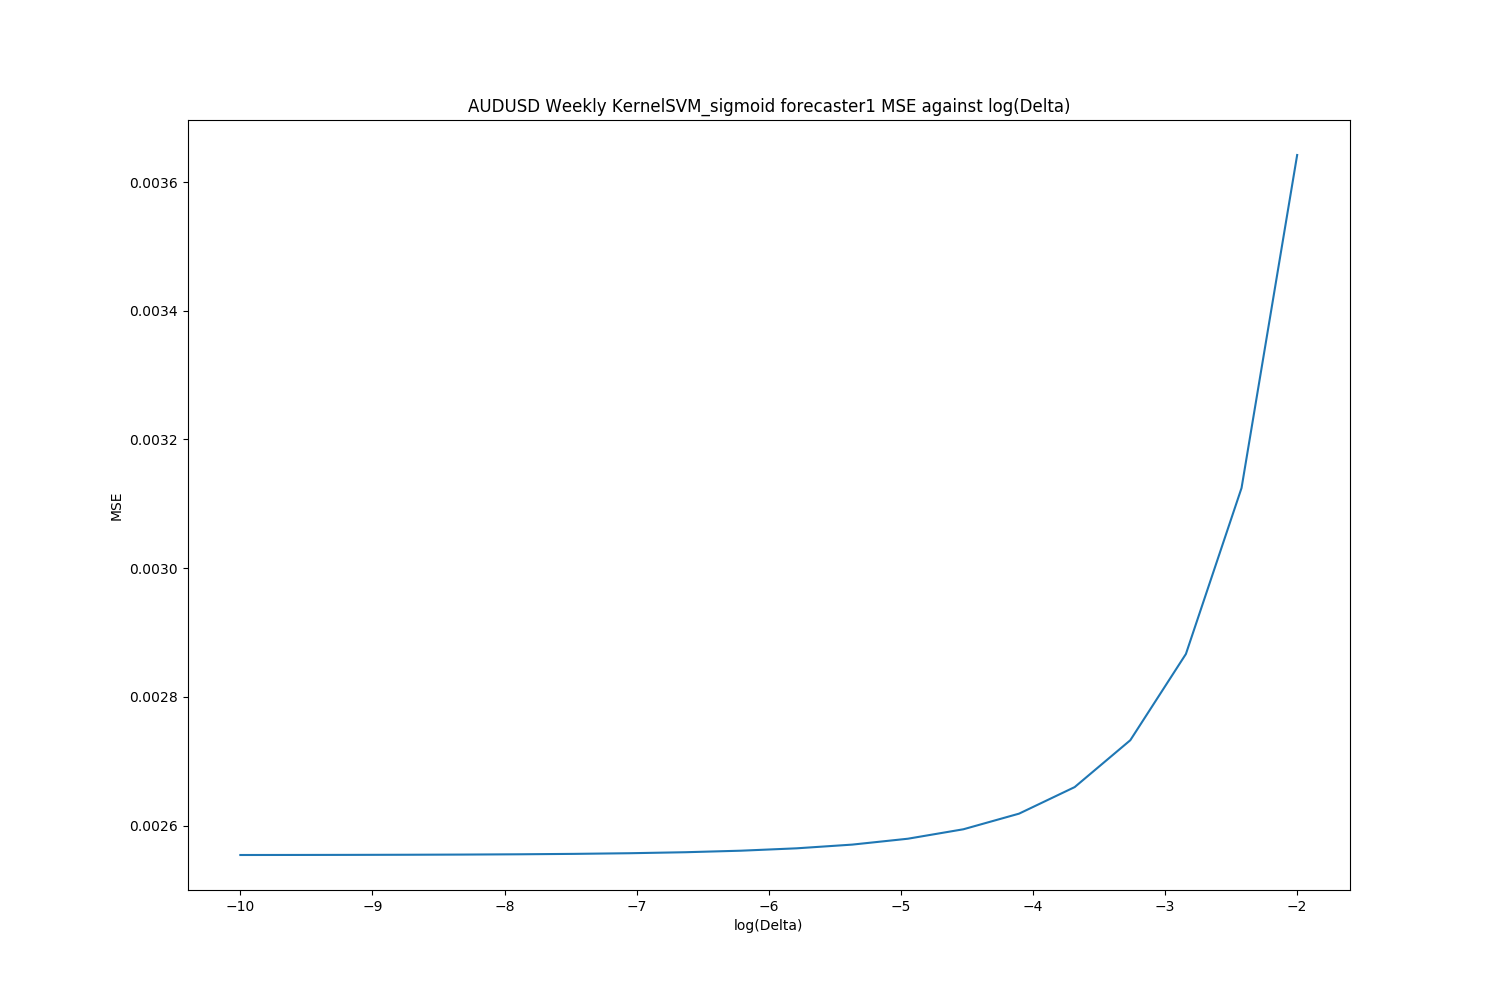 AUDUSD Weekly KernelSVM_sigmoid forecaster1 MSE against log(Delta)
0.0036
0.0034
0.0032
0.0030
0.0028
0.0026
MSE
−10 −9 −8 −7 −6 −5 −4 −3 −2
log(Delta)